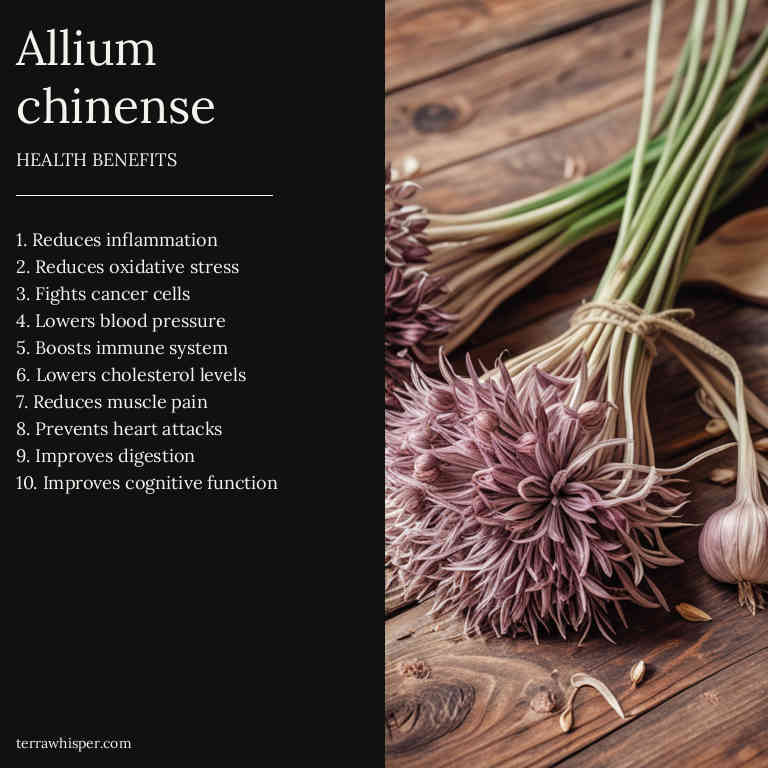 Allium
chinense
HEALTH BENEFITS
1. Reduces inflammation
2. Reduces oxidative stress
3. Fights cancer cells
4. Lowers blood pressure
5. Boosts immune system
6. Lowers cholesterol levels
7. Reduces muscle pain
8. Prevents heart attacks
9. Improves digestion
10. Improves cognitive function
terrawhisper.com